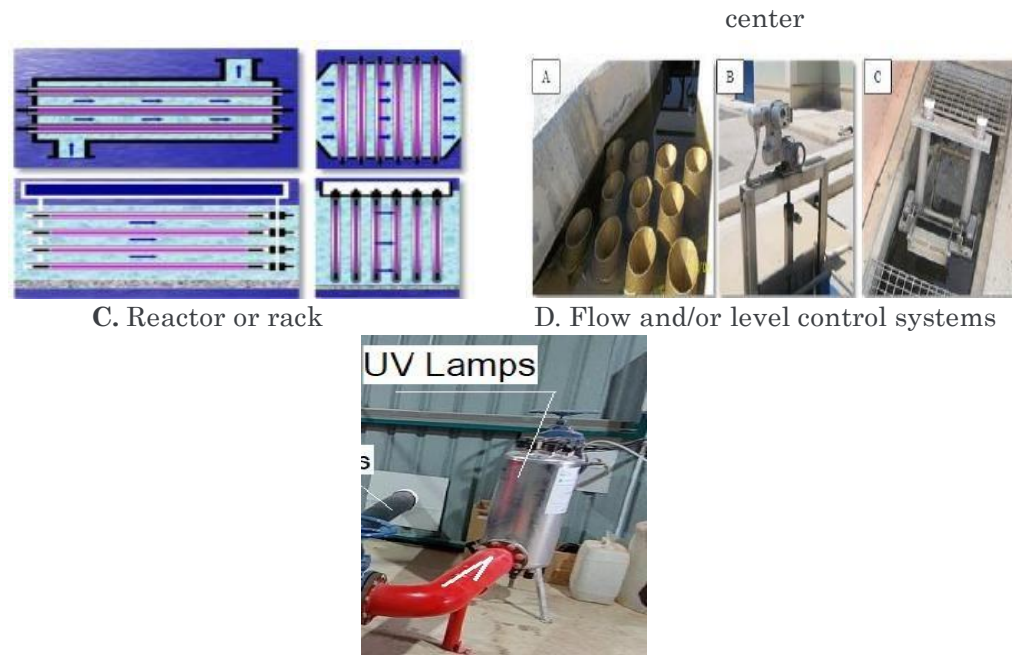 center
A
B
C
C. Reactor or rack
D. Flow and/or level control systems
UV Lamps
s